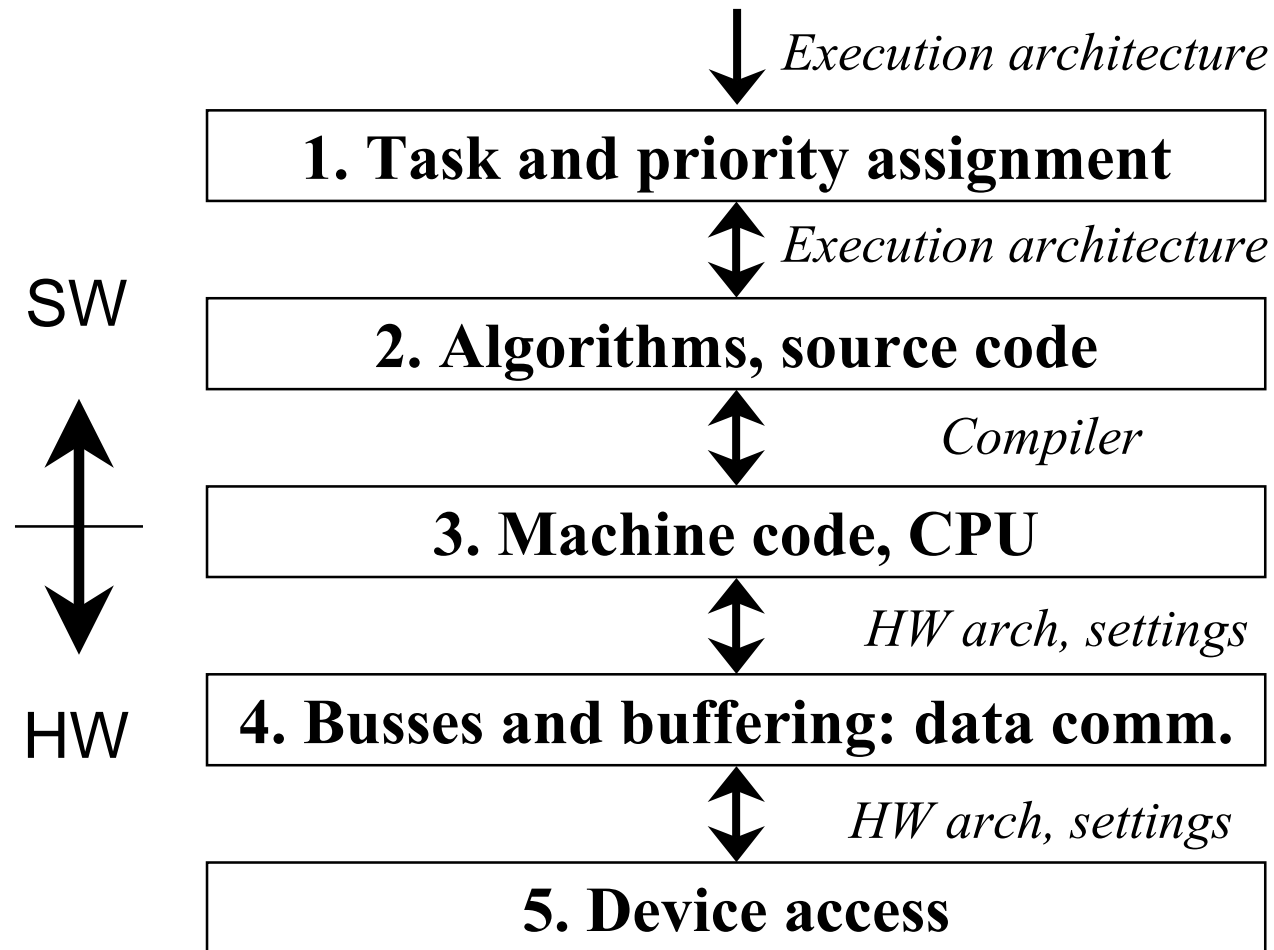 Execution architecture
1. Task and priority assignment
Execution architecture
SW
2. Algorithms, source code
Compiler
3. Machine code, CPU
HW arch, settings
HW
4. Busses and buffering: data comm.
HW arch, settings
5. Device access